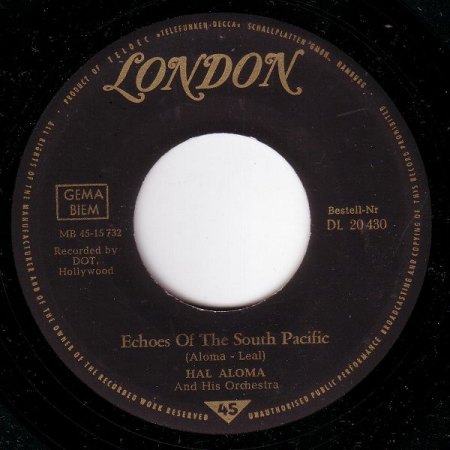 PRODUCT OF TELDEC »TELEFUNKEN-DECCA« SCHALLPLATTEN-GMBH, HAMBURG
LONDON
GEMA
BIEM
MB 45-15 732
Recorded by
DOT,
Hollywood
Bestell-Nr
DL 20 430
Echoes Of The South Pacific
(Aloma - Leal)
HAL ALOMA
And His Orchestra
45
ALL RIGHTS OF THE MANUFACTURER AND OF THE OWNER OF THE RECORDED WORK RESERVED
UNAUTHORISED PUBLIC PERFORMANCE BROADCASTING AND COPYING OF THIS RECORD PROHIBITED